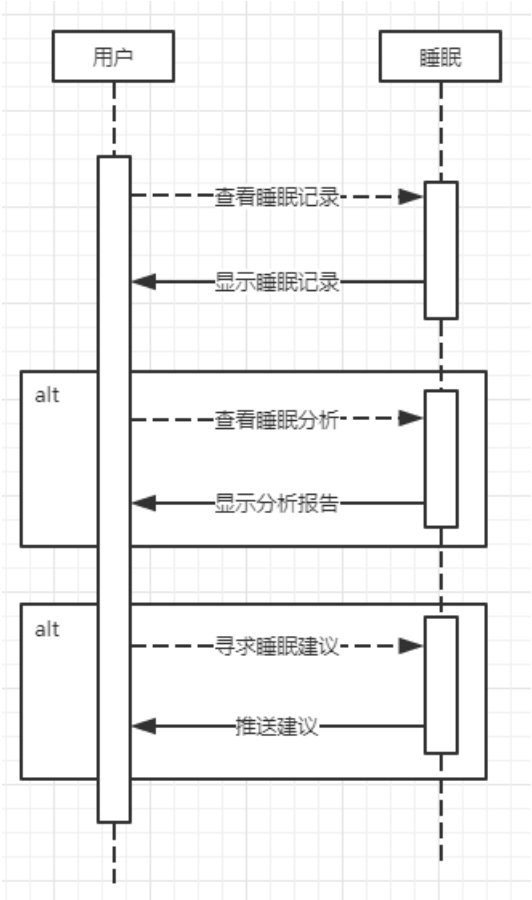 用户
睡眠
查看睡眠记录
显示睡眠记录
alt
查看睡眠分析
显示分析报告
alt
寻求睡眠建议
推送建议